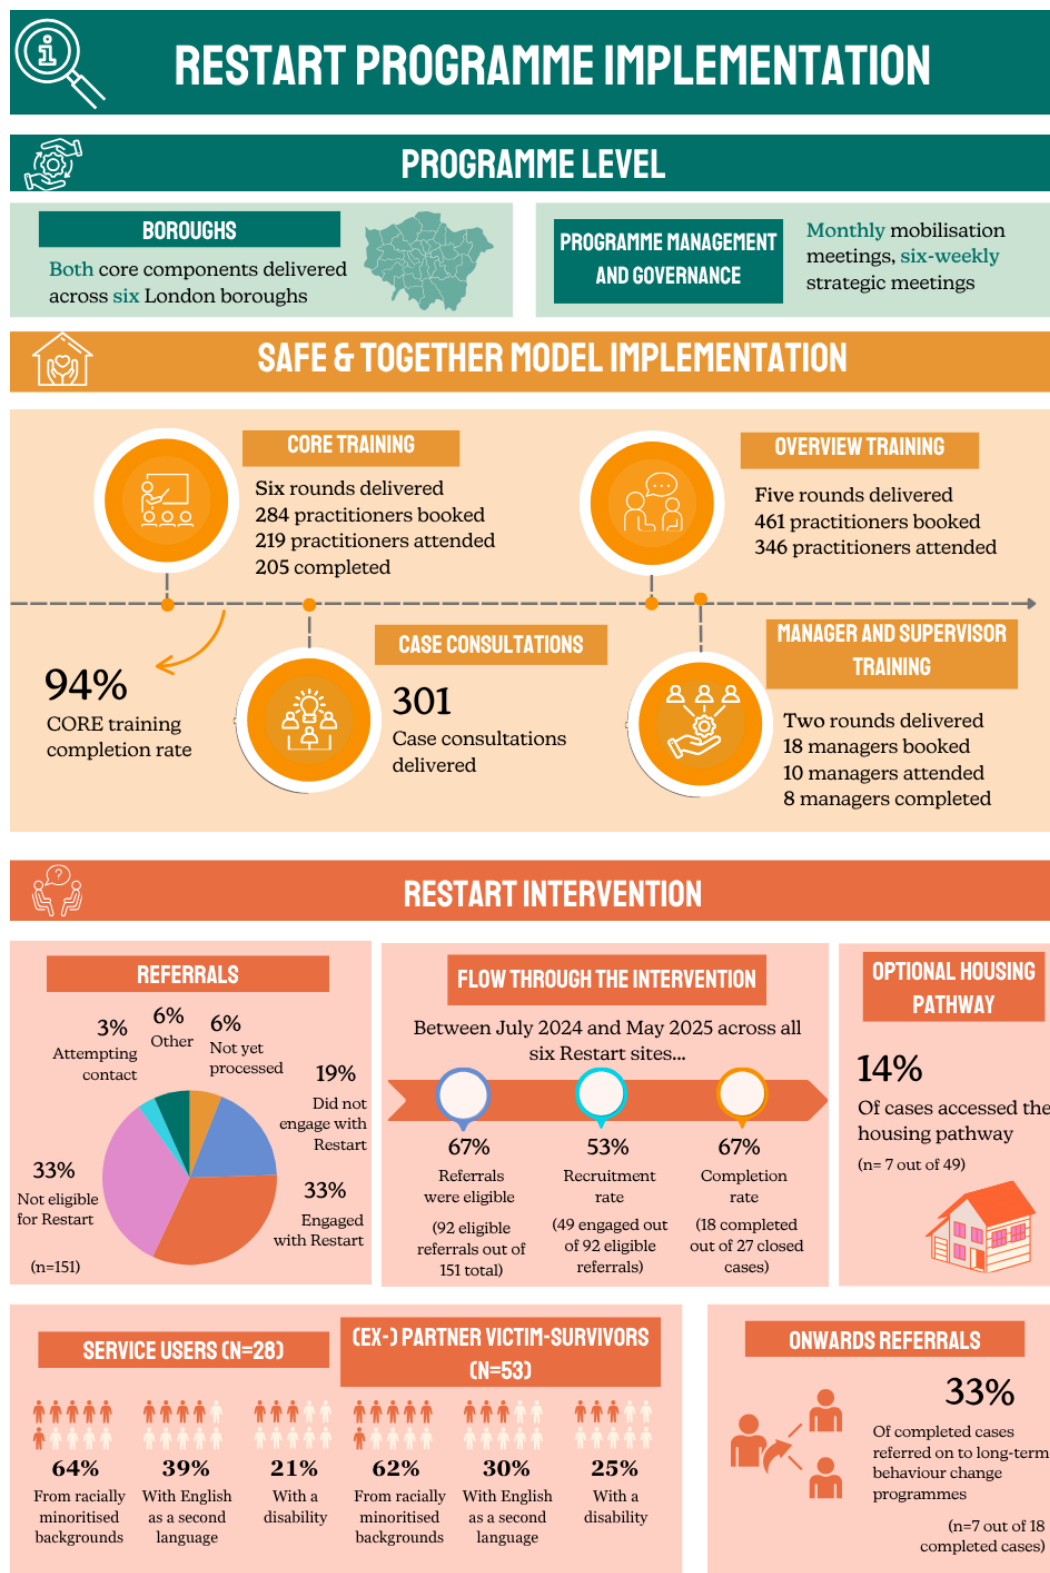 RESTART PROGRAMME IMPLEMENTATION
PROGRAMME LEVEL
BOROUGHS
Both core components delivered
across six London boroughs
PROGRAMME MANAGEMENT
AND GOVERNANCE
Monthly mobilisation
meetings, six-weekly
strategic meetings
SAFE & TOGETHER MODEL IMPLEMENTATION
CORE TRAINING
Six rounds delivered
284 practitioners booked
219 practitioners attended
205 completed
OVERVIEW TRAINING
Five rounds delivered
461 practitioners booked
346 practitioners attended
94%
CORE training
completion rate
CASE CONSULTATIONS
301
Case consultations
delivered
MANAGER AND SUPERVISOR
TRAINING
Two rounds delivered
18 managers booked
10 managers attended
8 managers completed
RESTART INTERVENTION
REFERRALS
3%
Attempting
contact
6%
Other
6%
Not yet
processed
19%
Did not
engage with
Restart
33%
Engaged
with Restart
33%
Not eligible
for Restart
(n=151)
FLOW THROUGH THE INTERVENTION
Between July 2024 and May 2025 across all
six Restart sites...
67%
Referrals
were eligible
(92 eligible
referrals out of
151 total)
53%
Recruitment
rate
(49 engaged out
of 92 eligible
referrals)
67%
Completion
rate
(18 completed
out of 27 closed
cases)
OPTIONAL HOUSING
PATHWAY
14%
Of cases accessed the
housing pathway
(n= 7 out of 49)
SERVICE USERS (N=28)
64%
From racially
minoritised
backgrounds
39%
With English
as a second
language
21%
With a
disability
(EX-) PARTNER VICTIM-SURVIVORS
(N=53)
62%
From racially
minoritised
backgrounds
30%
With English
as a second
language
25%
With a
disability
ONWARDS REFERRALS
33%
Of completed cases
referred on to long-term
behaviour change
programmes
(n=7 out of 18
completed cases)